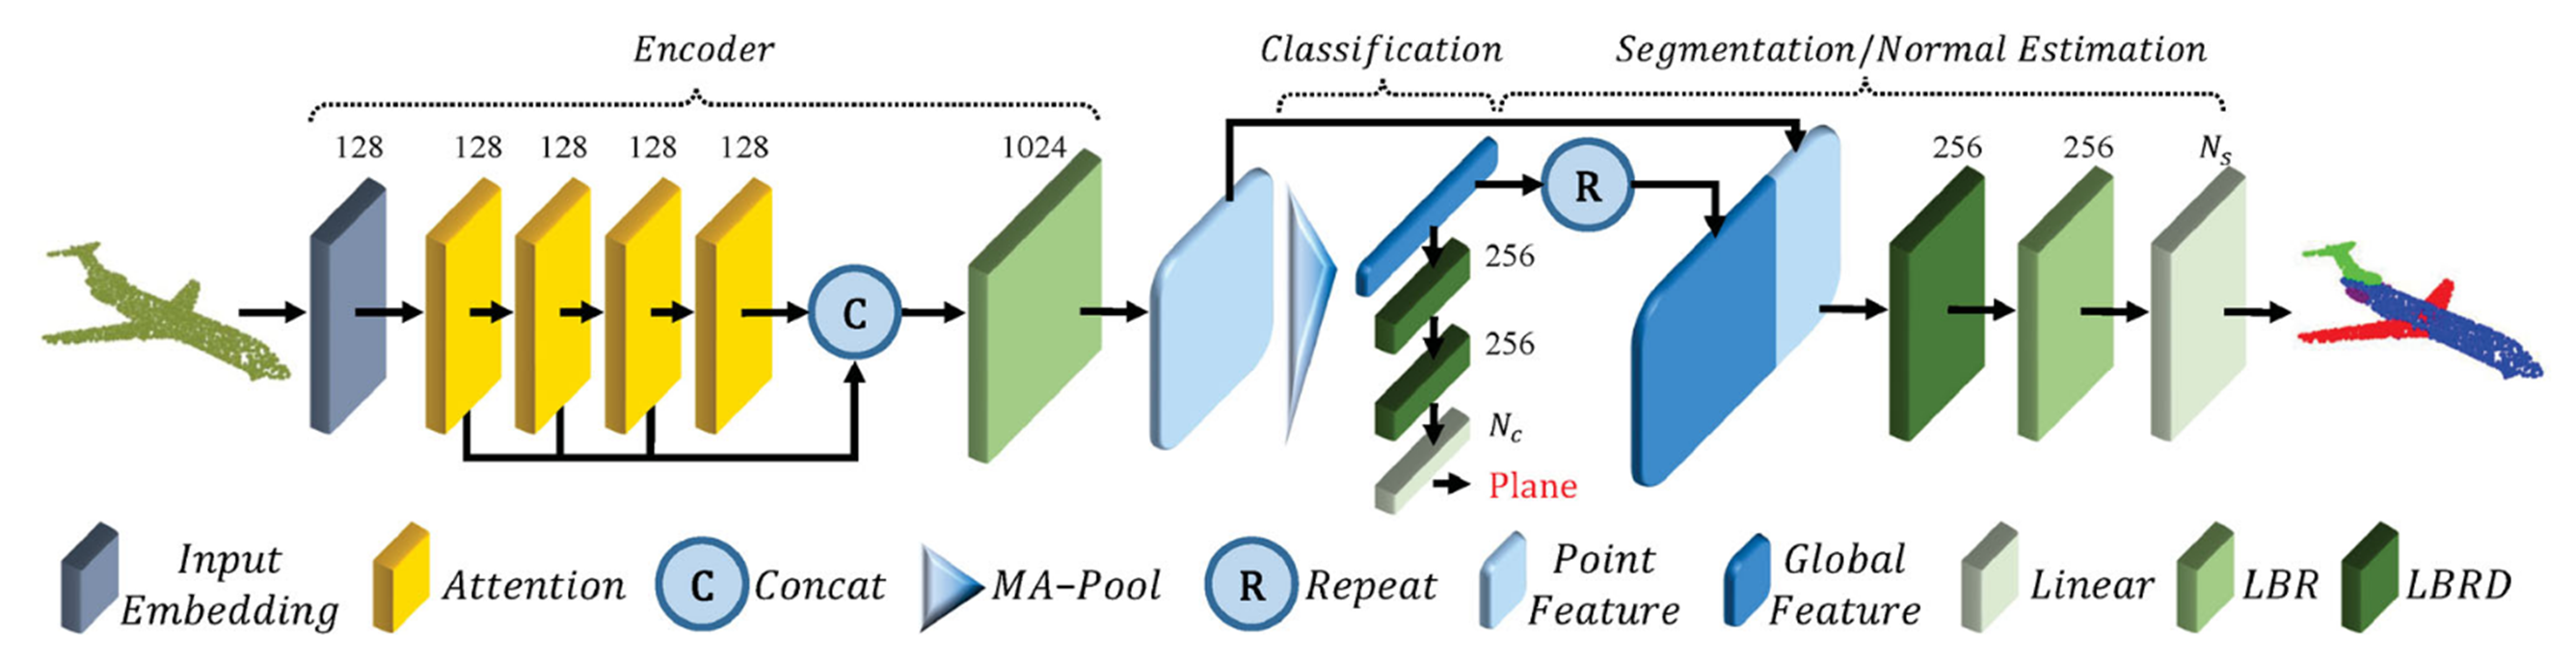 Encoder
Classification
Segmentation/Normal Estimation
128
128
128
128
128
1024
256
256
N_s
C
R
256
256
N_c
Plane
Input
Embedding
Attention
C
Concat
MA–Pool
R
Repeat
Point
Feature
Global
Feature
Linear
LBR
LBRD